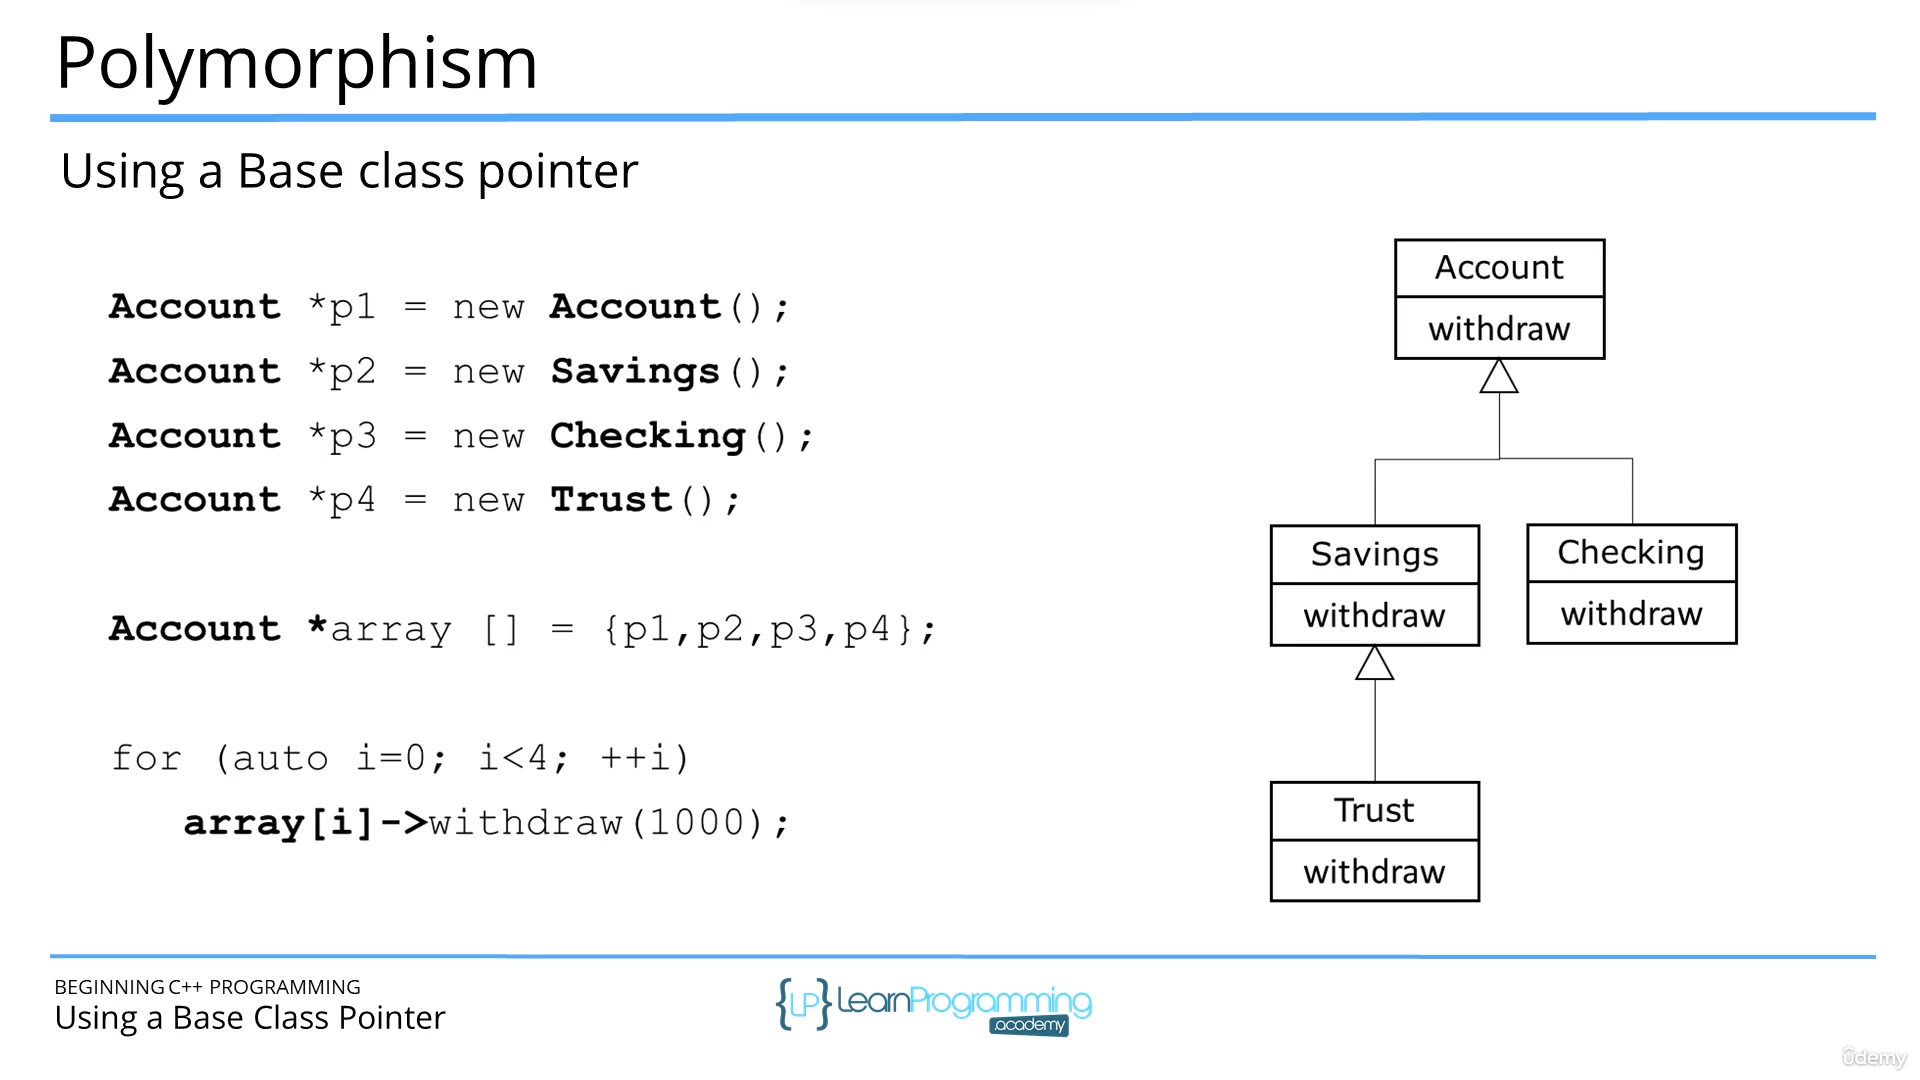 Polymorphism
Using a Base class pointer
Account *p1 = new Account();
Account *p2 = new Savings();
Account *p3 = new Checking();
Account *p4 = new Trust();
Account *array [] = {p1,p2,p3,p4};
for (auto i=0; i<4; ++i)
array[i]->withdraw(1000);
Account
withdraw
Savings
withdraw
Checking
withdraw
Trust
withdraw
BEGINNING C++ PROGRAMMING
Using a Base Class Pointer
{LP} LearnProgramming
.academy
udemy